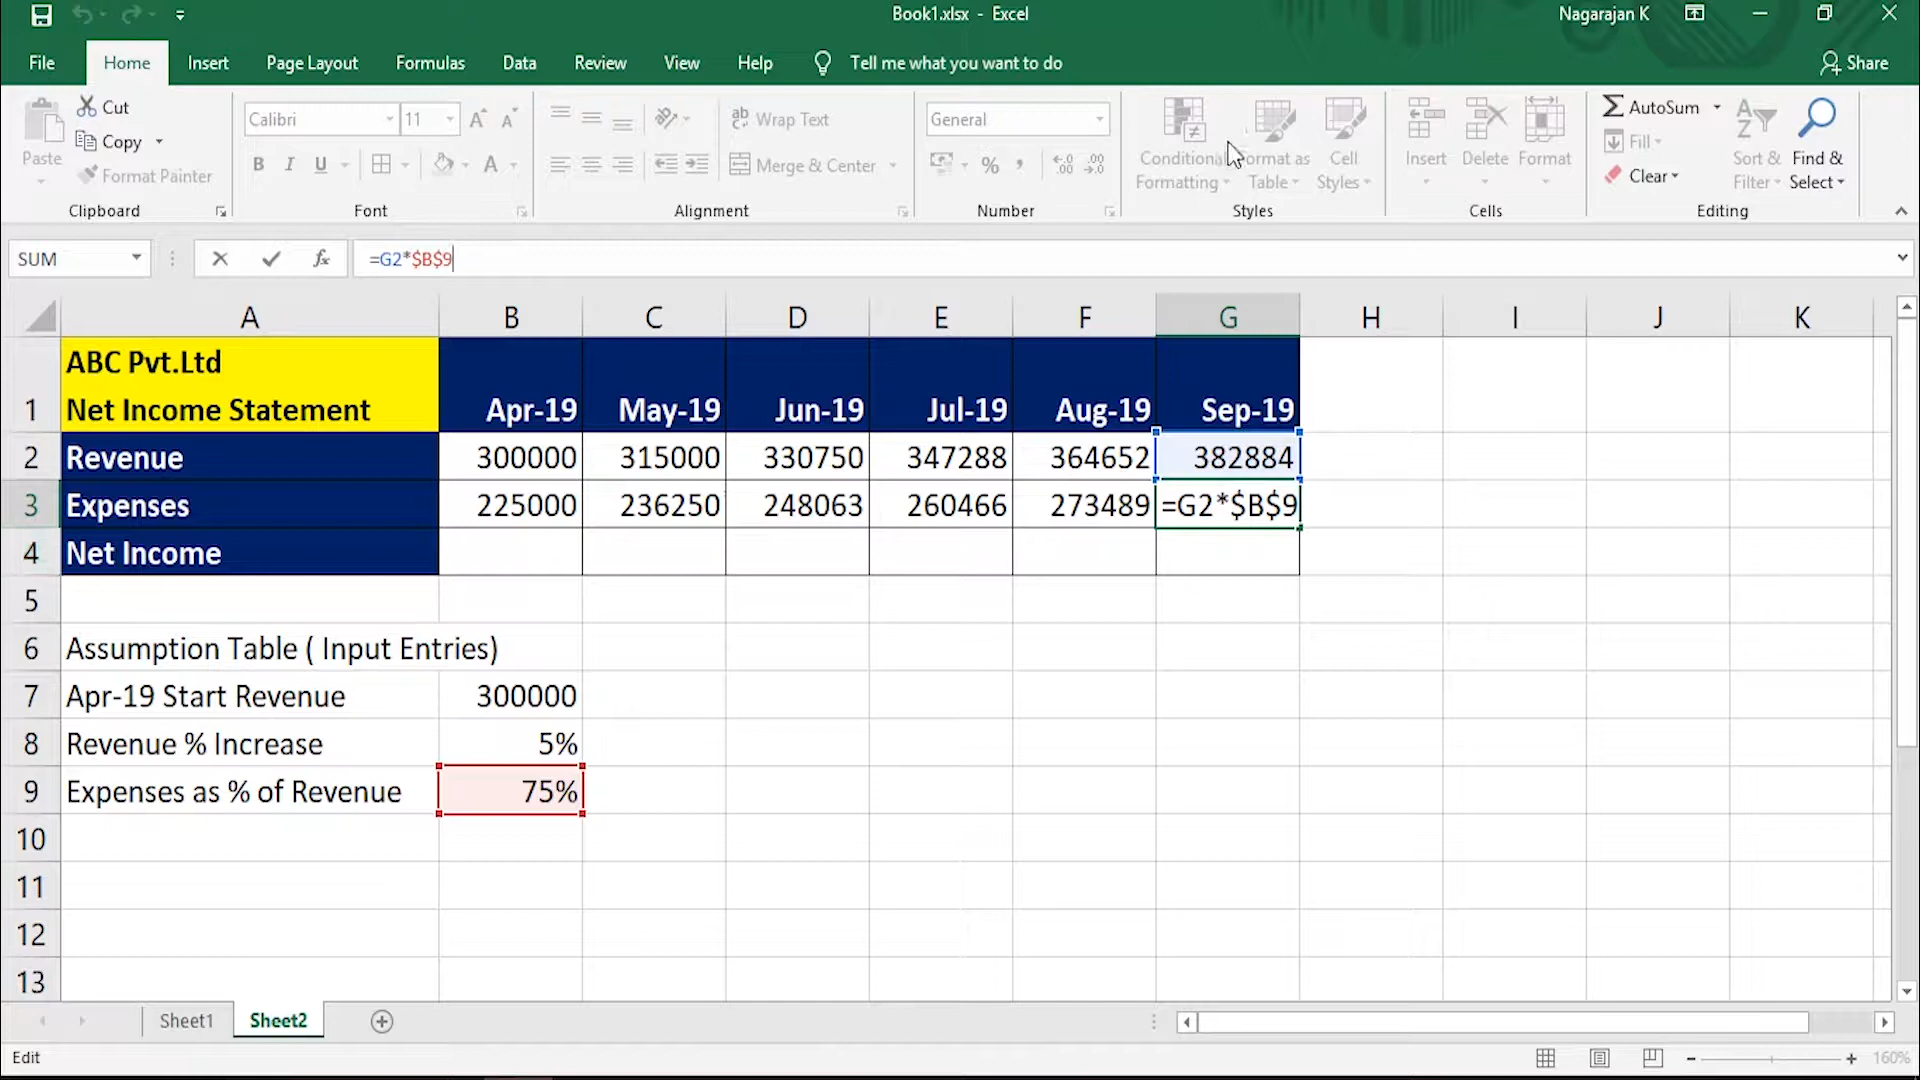 Book1.xlsx - Excel
Nagarajan K
File Home Insert Page Layout Formulas Data Review View Help Tell me what you want to do Share
Paste
Cut
Copy
Format Painter
Clipboard
Calibri 11
B I U A
Font
ab Wrap Text
Merge & Center
Alignment
General
% ,
Number
Conditional Formatting
Format as Table
Cell Styles
Styles
Insert Delete Format
Cells
AutoSum
Fill
Clear
Sort & Filter
Find & Select
Editing
SUM fx =G2*$B$9
A B C D E F G H I J K
ABC Pvt.Ltd
1 Net Income Statement Apr-19 May-19 Jun-19 Jul-19 Aug-19 Sep-19
2 Revenue 300000 315000 330750 347288 364652 382884
3 Expenses 225000 236250 248063 260466 273489 =G2*$B$9
4 Net Income
5
6 Assumption Table ( Input Entries)
7 Apr-19 Start Revenue 300000
8 Revenue % Increase 5%
9 Expenses as % of Revenue 75%
10
11
12
13
Sheet1 Sheet2
Edit 160%